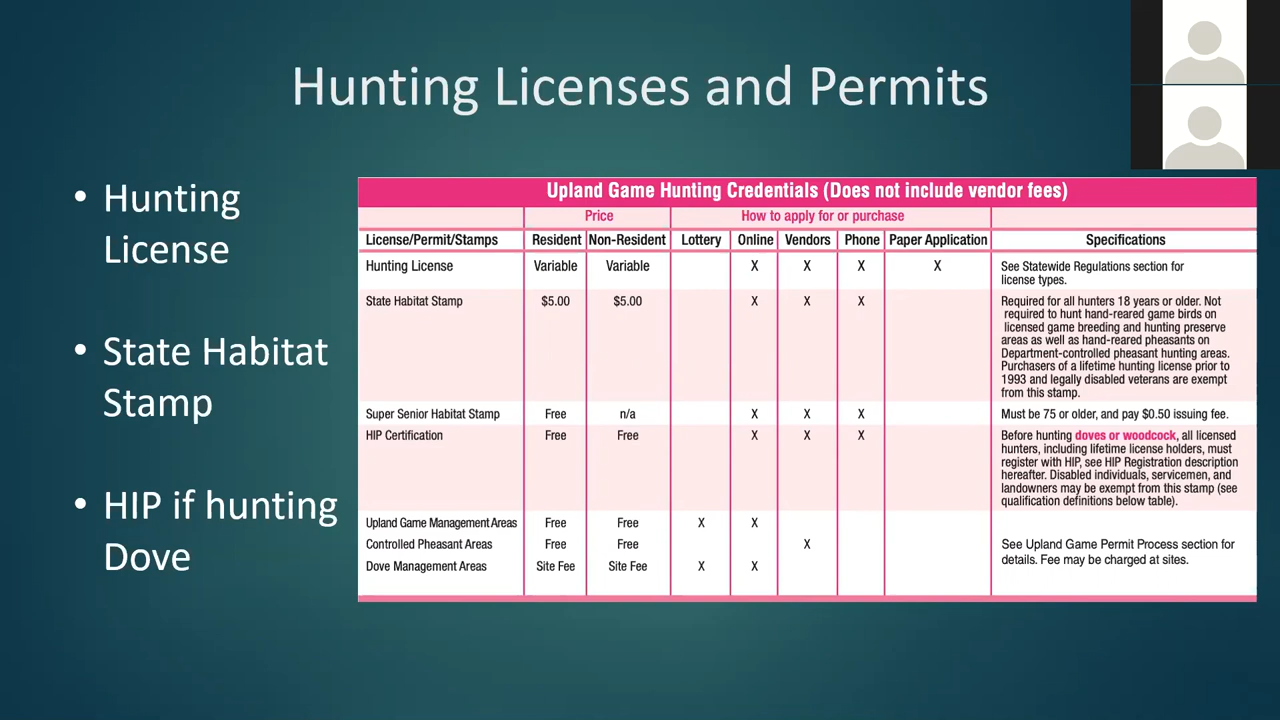 Hunting Licenses and Permits
• Hunting
License
• State Habitat
Stamp
• HIP if hunting
Dove
Upland Game Hunting Credentials (Does not include vendor fees)
Price How to apply for or purchase
License/Permit/Stamps Resident Non-Resident Lottery Online Vendors Phone Paper Application Specifications
Hunting License Variable Variable X X X X See Statewide Regulations section for
license types.
State Habitat Stamp $5.00 $5.00 X X X Required for all hunters 18 years or older. Not
required to hunt hand-reared game birds on
licensed game breeding and hunting preserve
areas as well as hand-reared pheasants on
Department-controlled pheasant hunting areas.
Purchasers of a lifetime hunting license prior to
1993 and legally disabled veterans are exempt
from this stamp.
Super Senior Habitat Stamp Free n/a X X X Must be 75 or older, and pay $0.50 issuing fee.
HIP Certification Free Free X X X Before hunting doves or woodcock, all licensed
hunters, including lifetime license holders, must
register with HIP, see HIP Registration description
hereafter. Disabled individuals, servicemen, and
landowners may be exempt from this stamp (see
qualification definitions below table).
Upland Game Management Areas Free Free X X
Controlled Pheasant Areas Free Free X See Upland Game Permit Process section for
details. Fee may be charged at sites.
Dove Management Areas Site Fee Site Fee X X